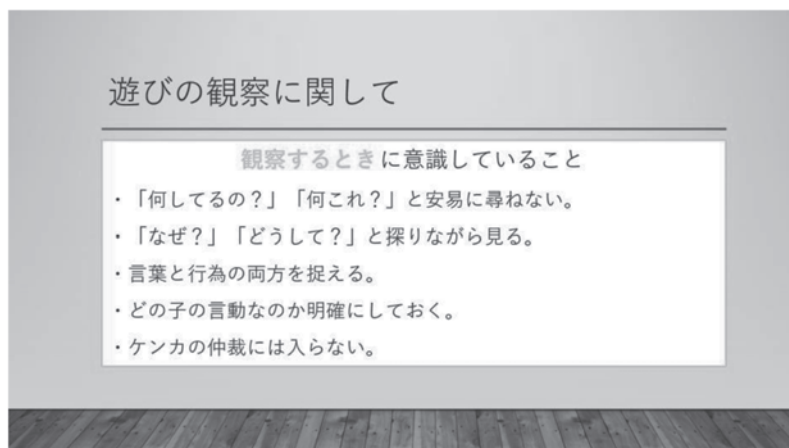 遊びの観察に関して
観察するときに意識していること
・「何してるの？」「何これ？」と安易に尋ねない。
・「なぜ？」「どうして？」と探りながら見る。
・言葉と行為の両方を捉える。
・どの子の言動なのか明確にしておく。
・ケンカの仲裁には入らない。